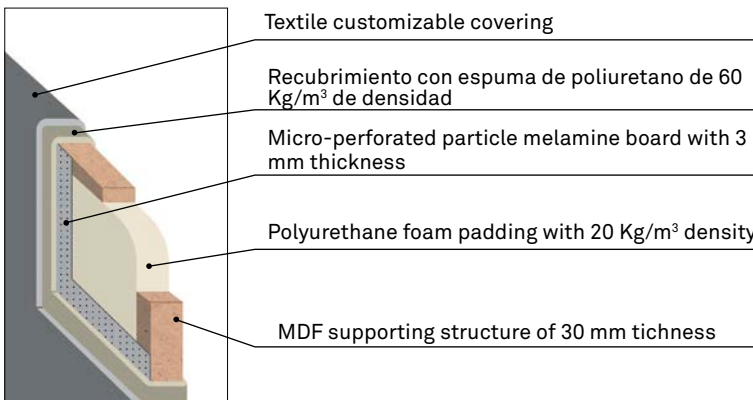 Textile customizable covering
Recubrimiento con espuma de poliuretano de 60
Kg/m³ de densidad
Micro-perforated particle melamine board with 3
mm thickness
Polyurethane foam padding with 20 Kg/m³ density
MDF supporting structure of 30 mm tichness